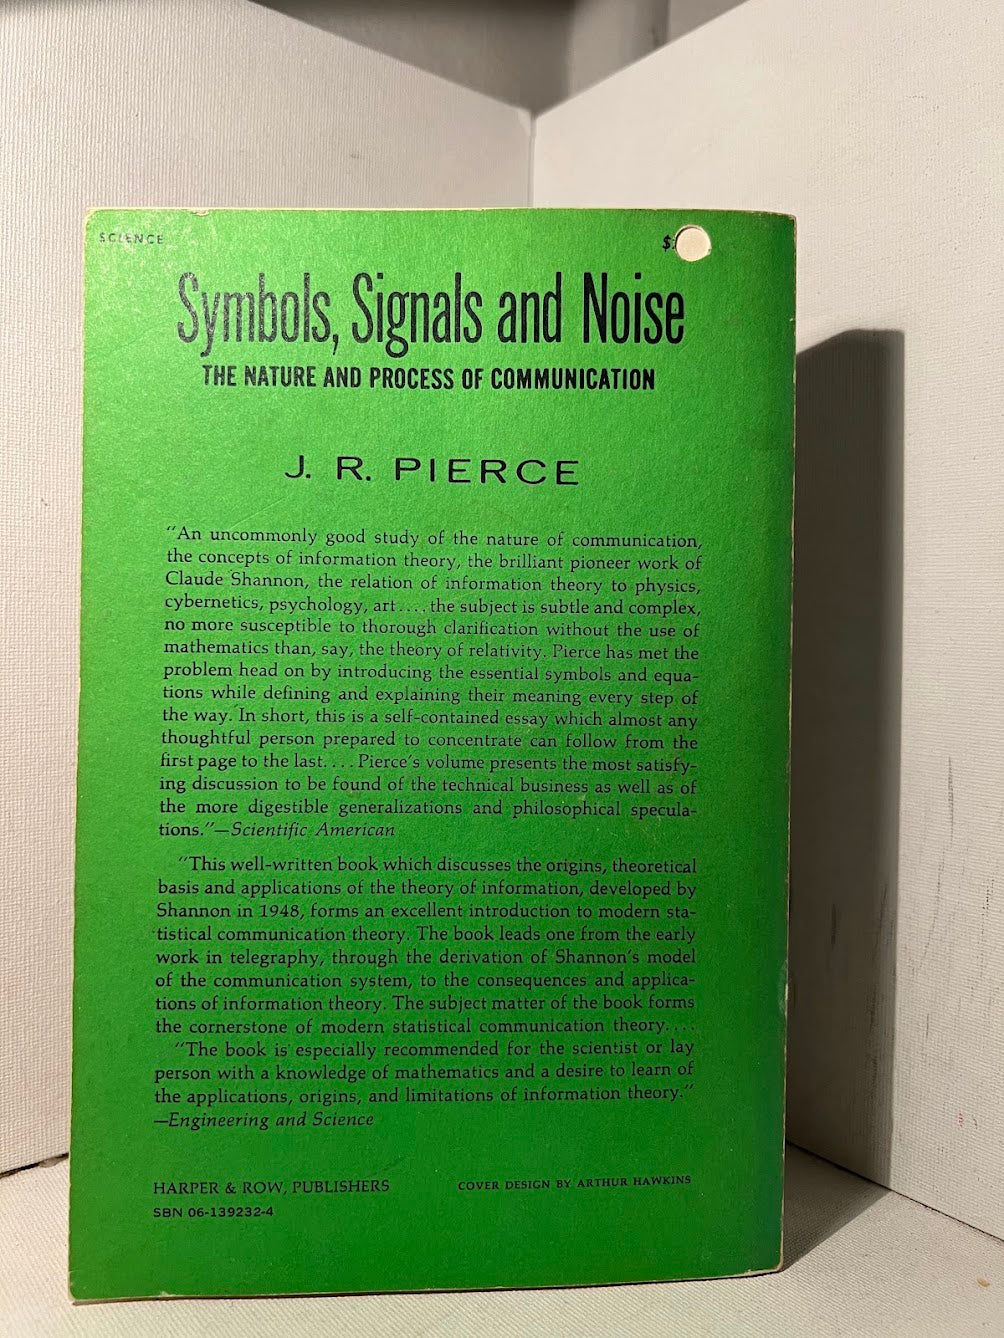 SCIENCE
$
Symbols, Signals and Noise
THE NATURE AND PROCESS OF COMMUNICATION
J. R. PIERCE
"An uncommonly good study of the nature of communication,
the concepts of information theory, the brilliant pioneer work of
Claude Shannon, the relation of information theory to physics,
cybernetics, psychology, art.... the subject is subtle and complex,
no more susceptible to thorough clarification without the use of
mathematics than, say, the theory of relativity. Pierce has met the
problem head on by introducing the essential symbols and equa-
tions while defining and explaining their meaning every step of
the way. In short, this is a self-contained essay which almost any
thoughtful person prepared to concentrate can follow from the
first page to the last.... Pierce's volume presents the most satisfy-
ing discussion to be found of the technical business as well as of
the more digestible generalizations and philosophical specula-
tions."—Scientific American
"This well-written book which discusses the origins, theoretical
basis and applications of the theory of information, developed by
Shannon in 1948, forms an excellent introduction to modern sta-
tistical communication theory. The book leads one from the early
work in telegraphy, through the derivation of Shannon's model
of the communication system, to the consequences and applica-
tions of information theory. The subject matter of the book forms
the cornerstone of modern statistical communication theory....
"The book is especially recommended for the scientist or lay
person with a knowledge of mathematics and a desire to learn of
the applications, origins, and limitations of information theory."
—Engineering and Science
HARPER & ROW, PUBLISHERS
COVER DESIGN BY ARTHUR HAWKINS
SBN 06-139232-4